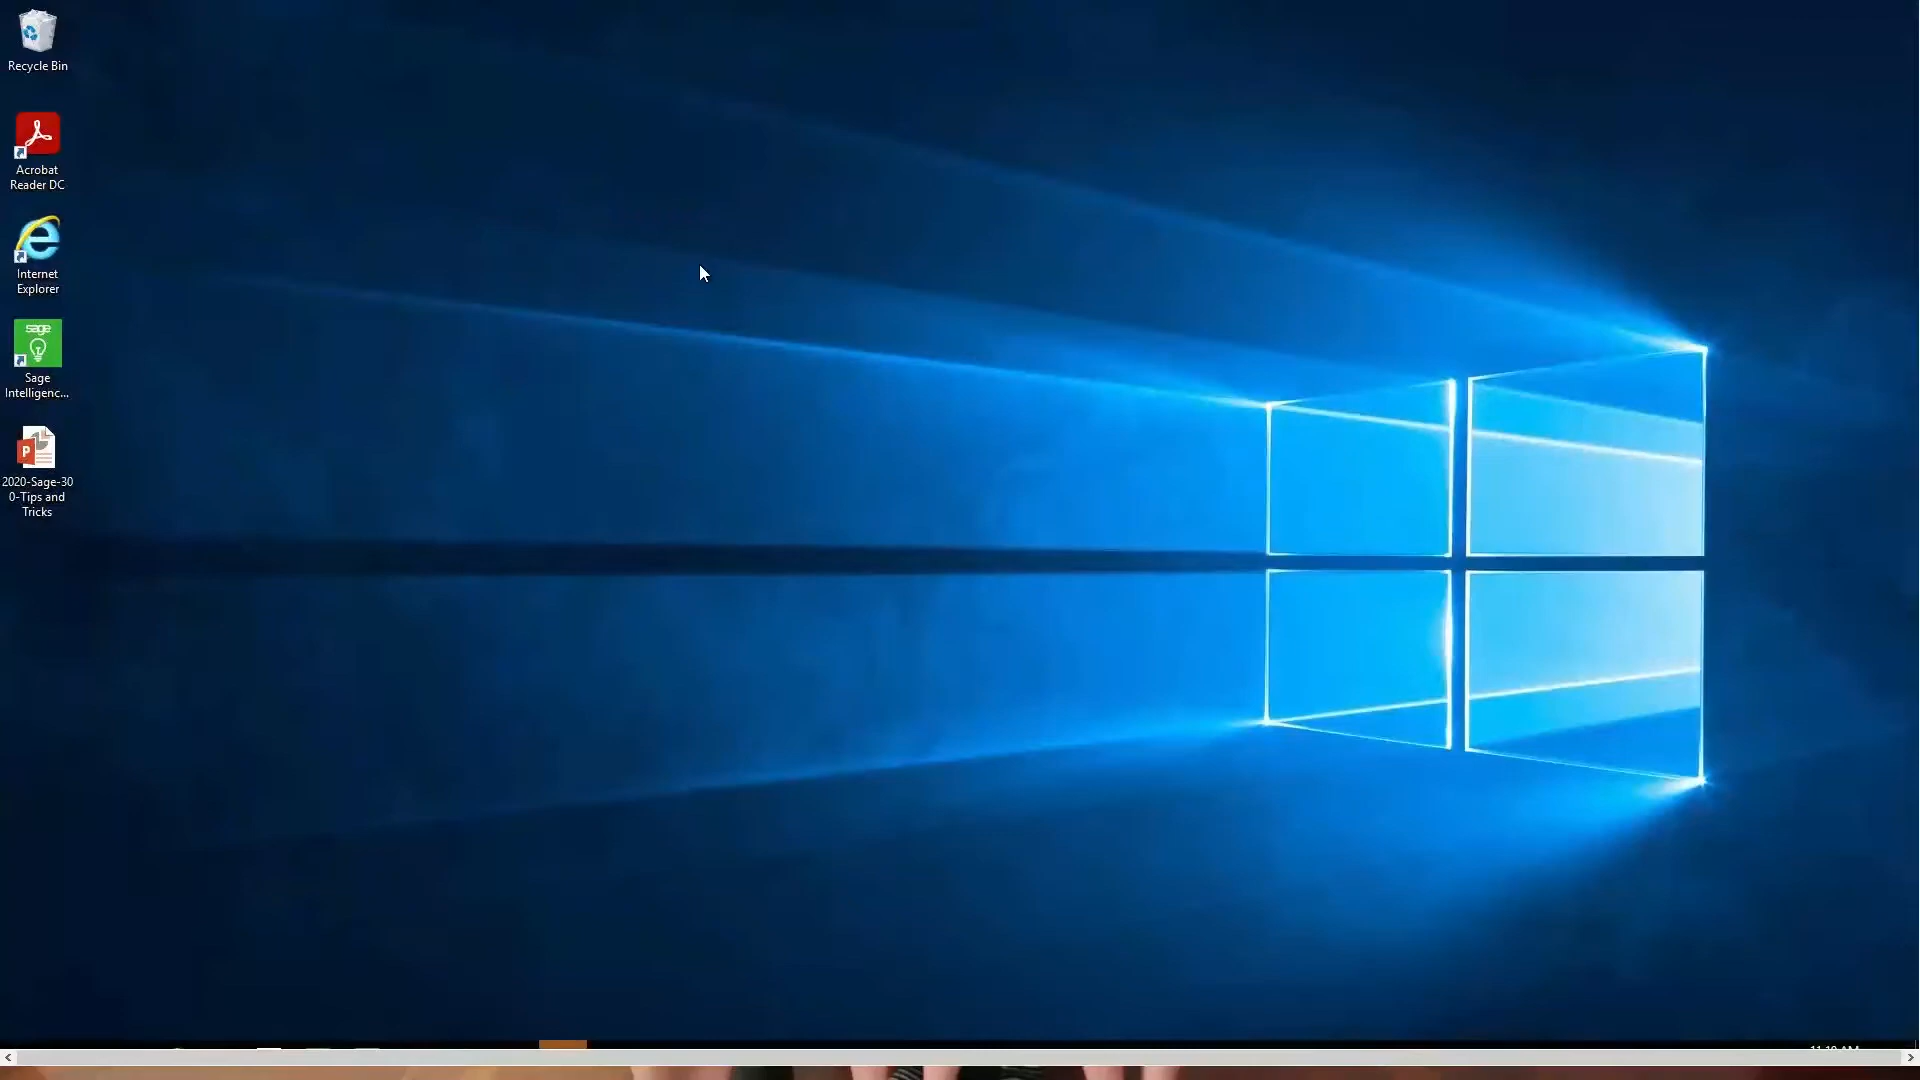 Recycle Bin
Acrobat
Reader DC
Internet
Explorer
sage
Sage
Intelligenc...
P
2020-Sage-30
0-Tips and
Tricks